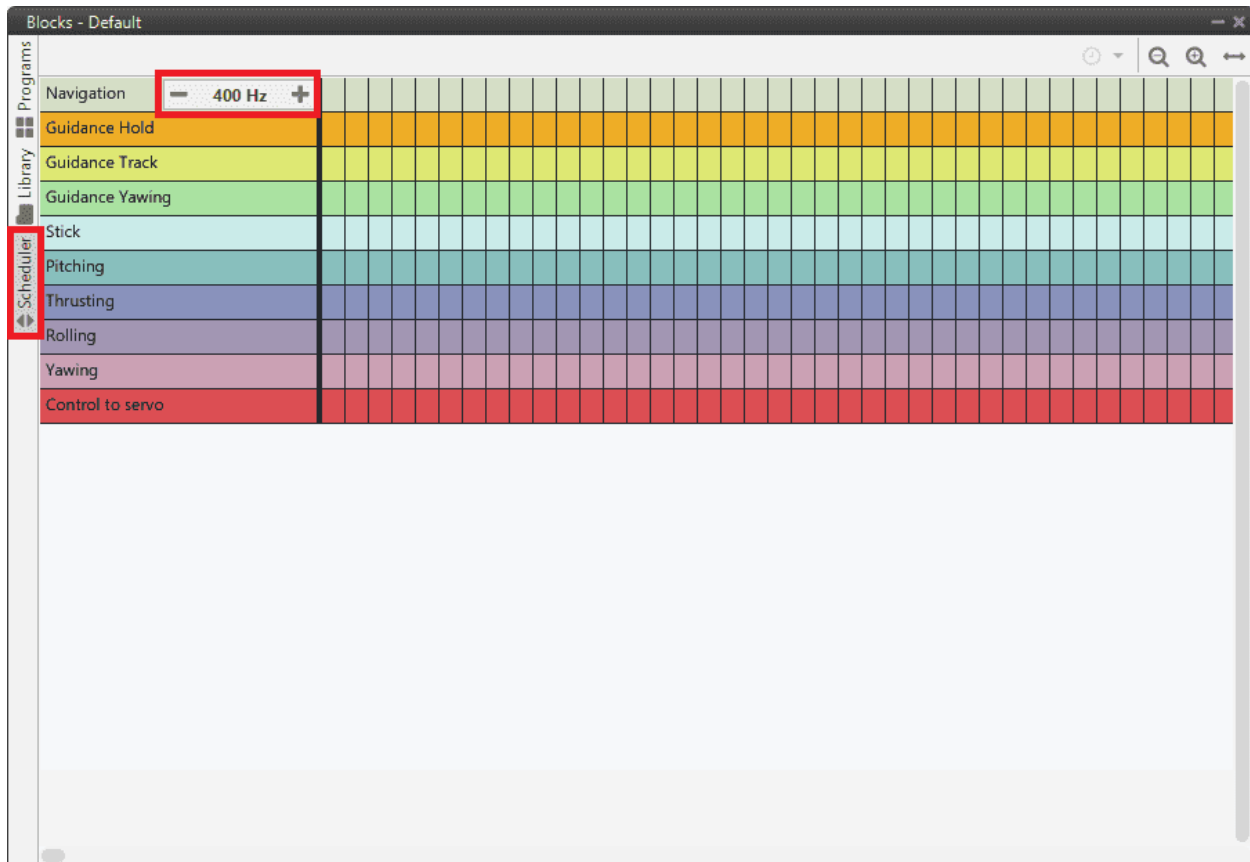 Blocks - Default
Programs
Library
Scheduler
Navigation
400 Hz
Guidance Hold
Guidance Track
Guidance Yawing
Stick
Pitching
Thrusting
Rolling
Yawing
Control to servo